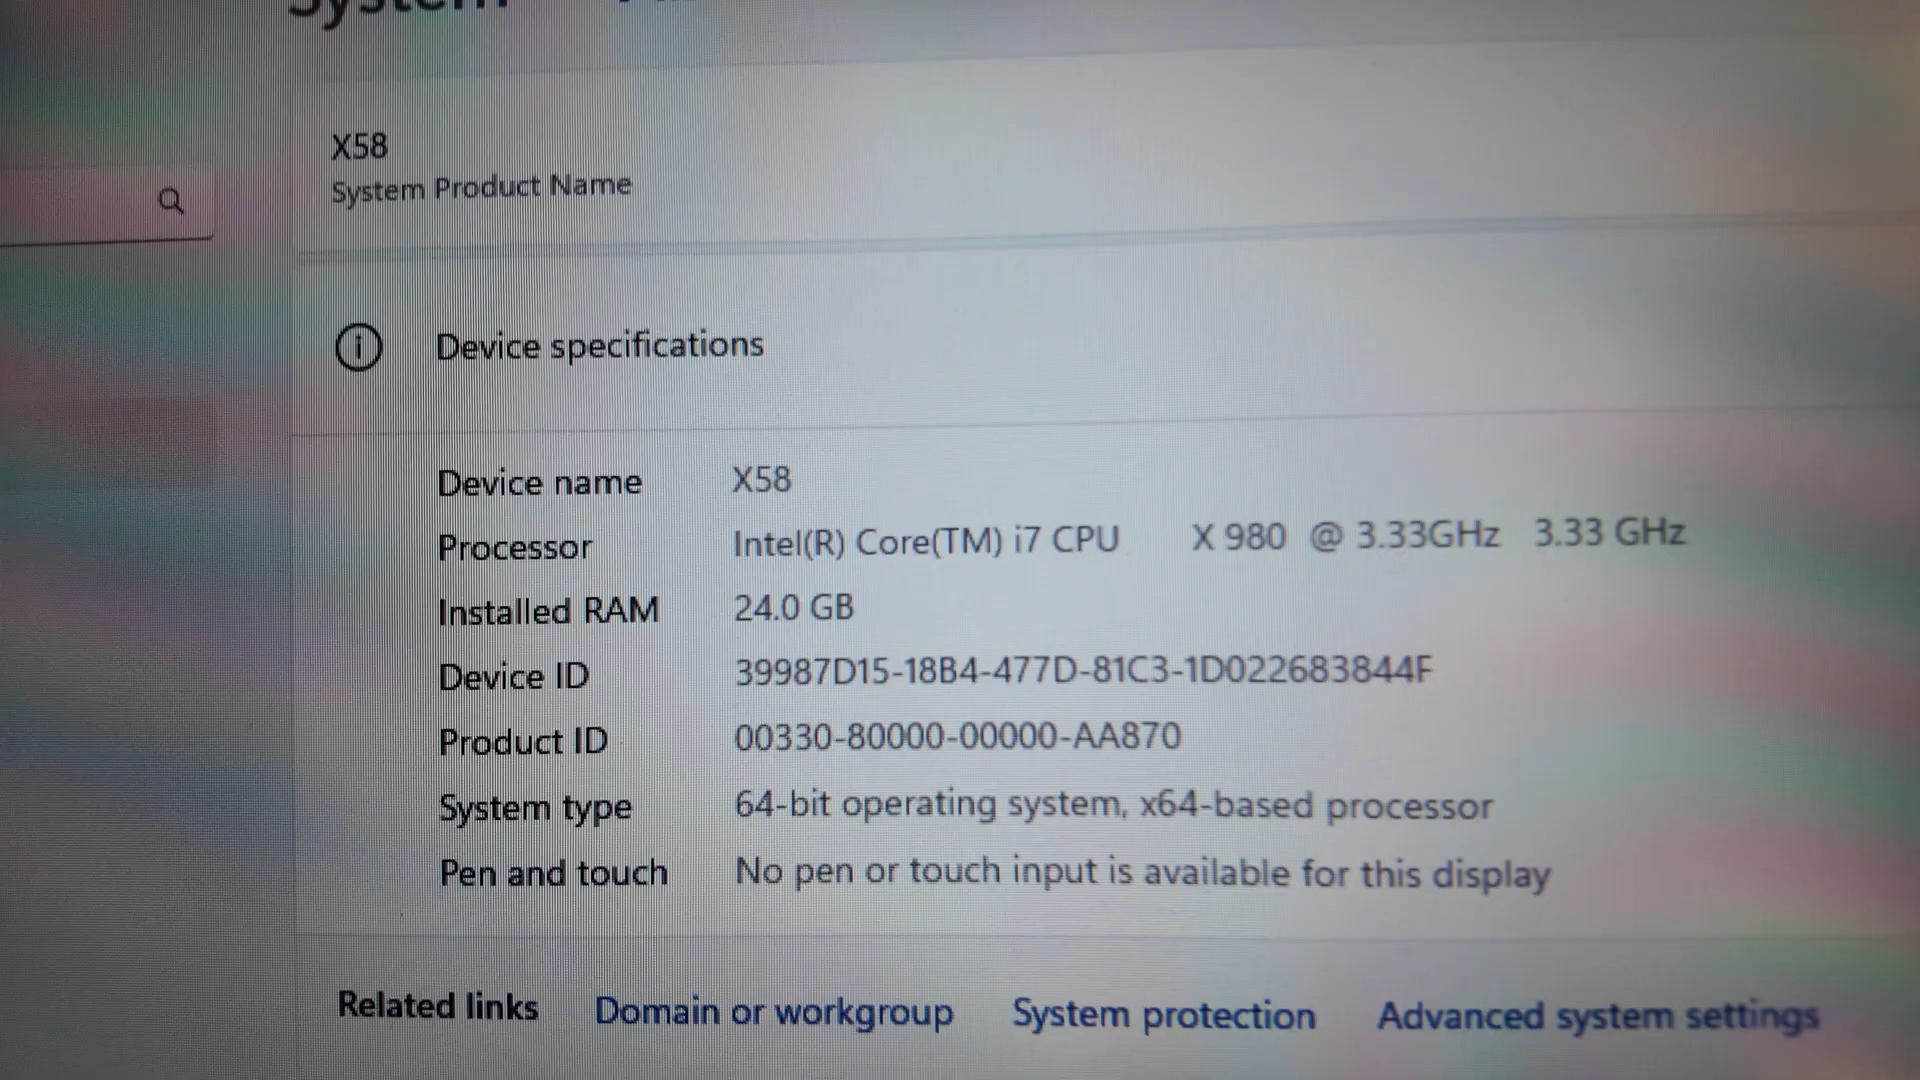 System
X58
System Product Name
Device specifications
Device name X58
Processor Intel(R) Core(TM) i7 CPU X 980 @ 3.33GHz 3.33 GHz
Installed RAM 24.0 GB
Device ID 39987D15-18B4-477D-81C3-1D022683844F
Product ID 00330-80000-00000-AA870
System type 64-bit operating system, x64-based processor
Pen and touch No pen or touch input is available for this display
Related links Domain or workgroup System protection Advanced system settings